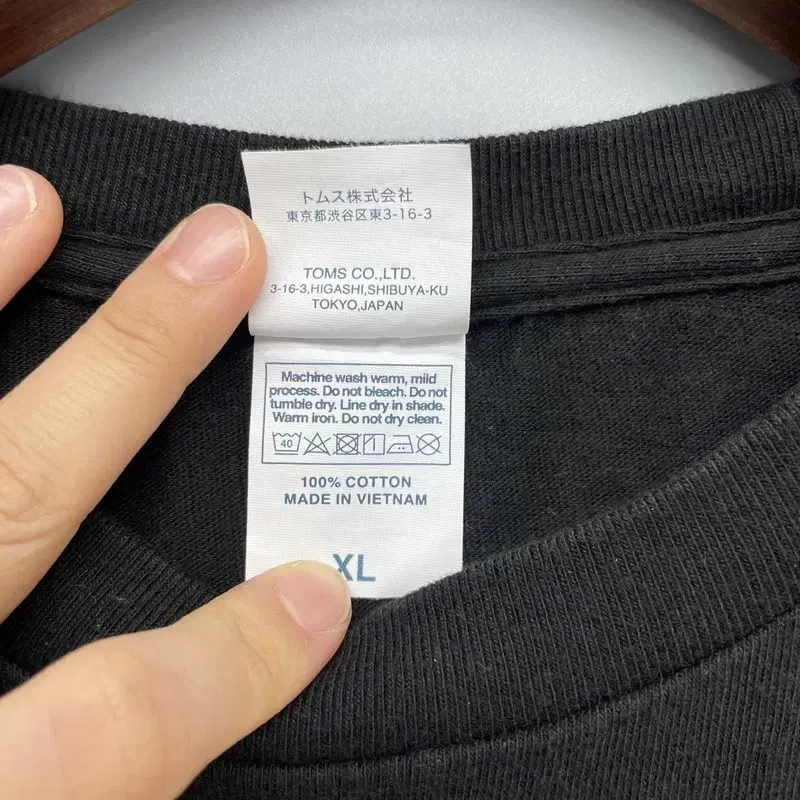 トムス株式会社
東京都渋谷区東3-16-3
TOMS CO.,LTD.
3-16-3,HIGASHI,SHIBUYA-KU
TOKYO,JAPAN
Machine wash warm, mild
process. Do not bleach. Do not
tumble dry. Line dry in shade.
Warm iron. Do not dry clean.
40
100% COTTON
MADE IN VIETNAM
XL